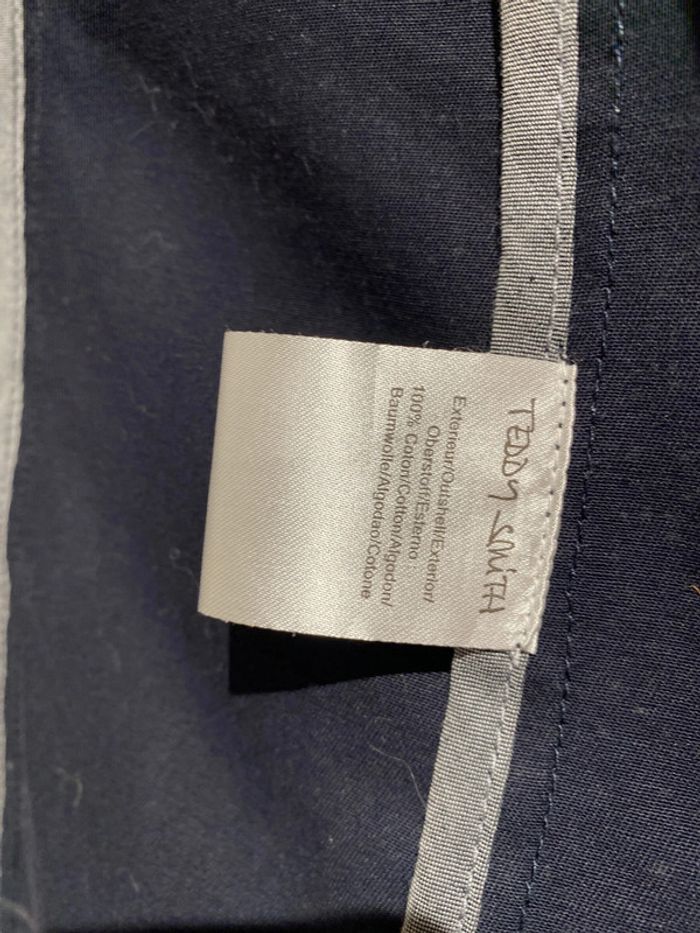 TEDDY SMITH
Exterieur/Outshell/Exterior/
Oberstoff/Esterno :
100% Coton/Cotton/Algodon/
Baumwolle/Algodao/Cotone